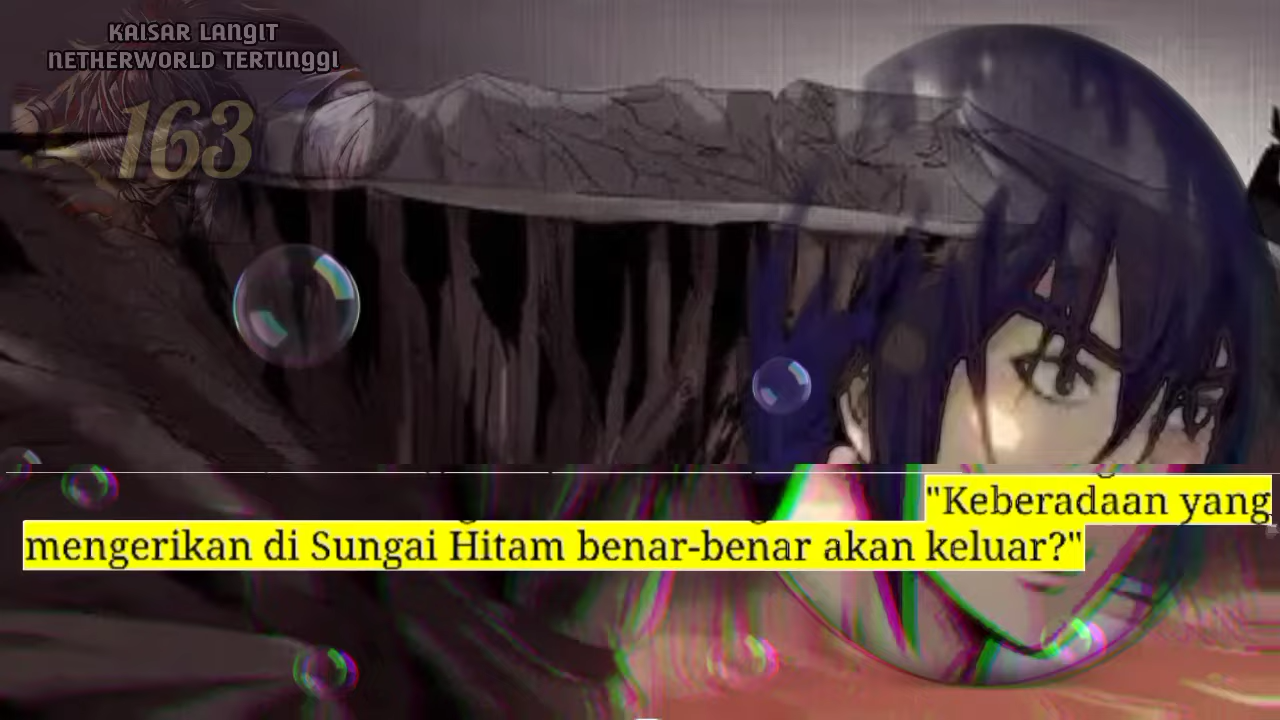 KAISAR LANGIT
NETHERWORLD TERTINGGI
163
"Keberadaan yang
mengerikan di Sungai Hitam benar-benar akan keluar?"